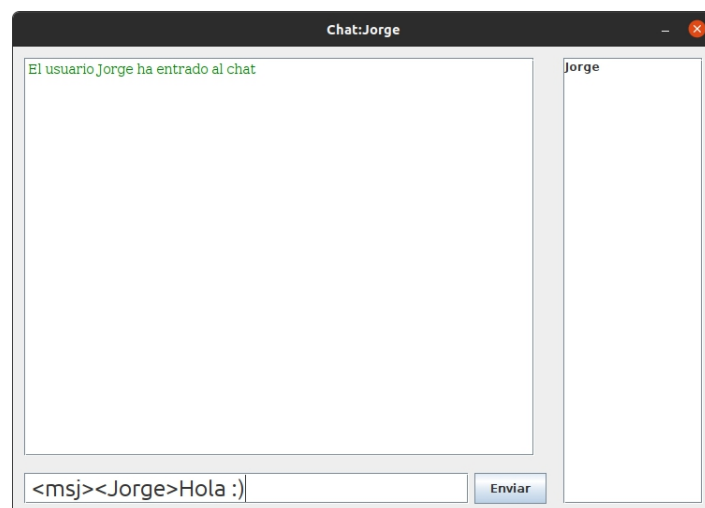 Chat:Jorge
El usuario Jorge ha entrado al chat
Jorge
<msj><Jorge>Hola :)
Enviar